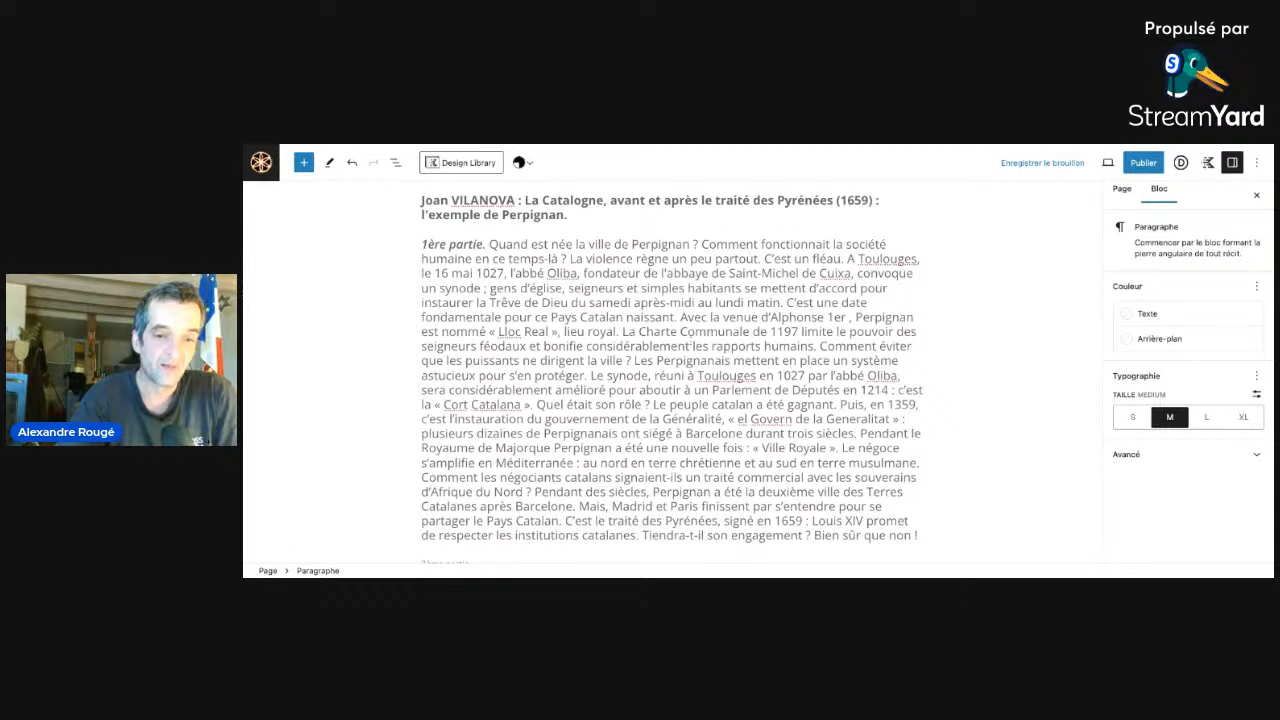 Propulsé par
StreamYard
Design Library
Enregistrer le brouillon
Publier
Page
Bloc
Joan VILANOVA : La Catalogne, avant et après le traité des Pyrénées (1659) :
l'exemple de Perpignan.
1ère partie. Quand est née la ville de Perpignan ? Comment fonctionnait la société
humaine en ce temps-là ? La violence règne un peu partout. C'est un fléau. A Toulouges,
le 16 mai 1027, l'abbé Oliba, fondateur de l'abbaye de Saint-Michel de Cuixa, convoque
un synode ; gens d'église, seigneurs et simples habitants se mettent d'accord pour
instaurer la Trêve de Dieu du samedi après-midi au lundi matin. C'est une date
fondamentale pour ce Pays Catalan naissant. Avec la venue d'Alphonse 1er , Perpignan
est nommé « Lloc Real », lieu royal. La Charte Communale de 1197 limite le pouvoir des
seigneurs féodaux et bonifie considérablement les rapports humains. Comment éviter
que les puissants ne dirigent la ville ? Les Perpignanais mettent en place un système
astucieux pour s'en protéger. Le synode, réuni à Toulouges en 1027 par l'abbé Oliba,
sera considérablement amélioré pour aboutir à un Parlement de Députés en 1214 : c'est
la « Cort Catalana ». Quel était son rôle ? Le peuple catalan a été gagnant. Puis, en 1359,
c'est l'instauration du gouvernement de la Généralité, « el Govern de la Generalitat » :
plusieurs dizaines de Perpignanais ont siégé à Barcelone durant trois siècles. Pendant le
Royaume de Majorque Perpignan a été une nouvelle fois : « Ville Royale ». Le négoce
s'amplifie en Méditerranée : au nord en terre chrétienne et au sud en terre musulmane.
Comment les négociants catalans signaient-ils un traité commercial avec les souverains
d'Afrique du Nord ? Pendant des siècles, Perpignan a été la deuxième ville des Terres
Catalanes après Barcelone. Mais, Madrid et Paris finissent par s'entendre pour se
partager le Pays Catalan. C'est le traité des Pyrénées, signé en 1659 : Louis XIV promet
de respecter les institutions catalanes. Tiendra-t-il son engagement ? Bien sûr que non !
Paragraphe
Commencer par le bloc formant la
pierre angulaire de tout récit.
Couleur
Texte
Arrière-plan
Typographie
TAILLE MEDIUM
S M L XL
Avancé
Page > Paragraphe
Alexandre Rougé